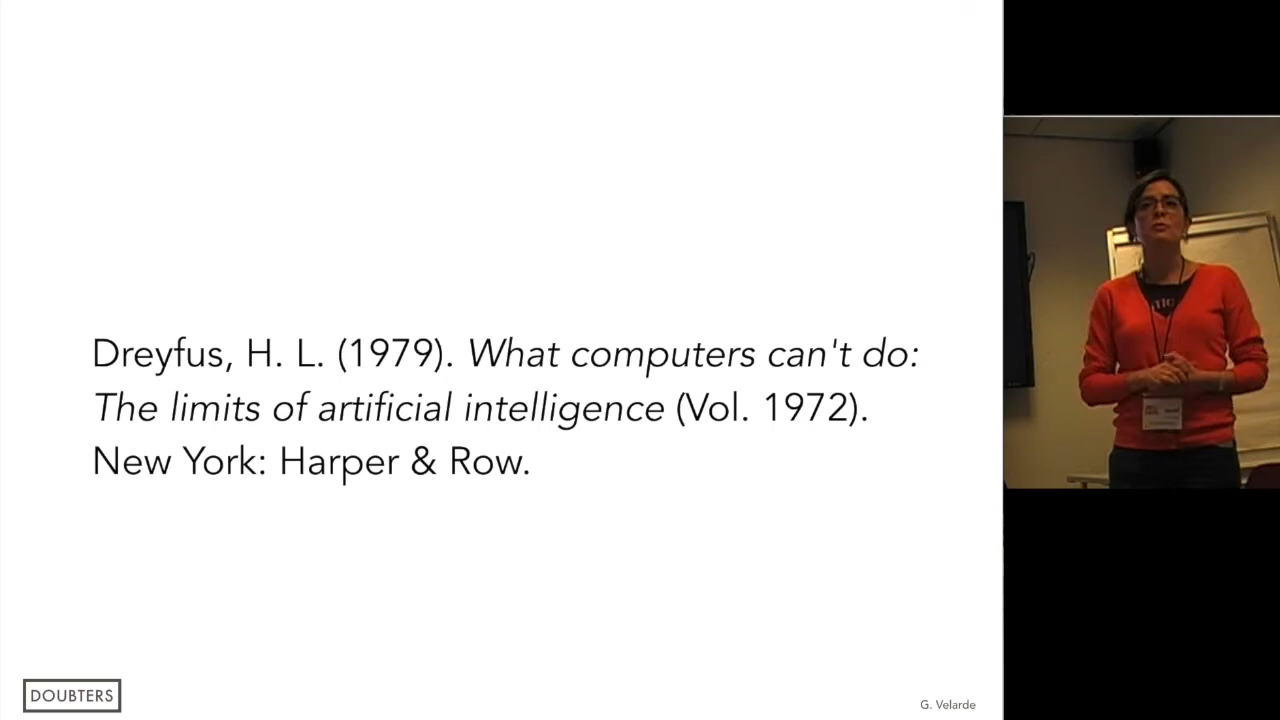 Dreyfus, H. L. (1979). What computers can't do:
The limits of artificial intelligence (Vol. 1972).
New York: Harper & Row.
DOUBTERS
G. Velarde